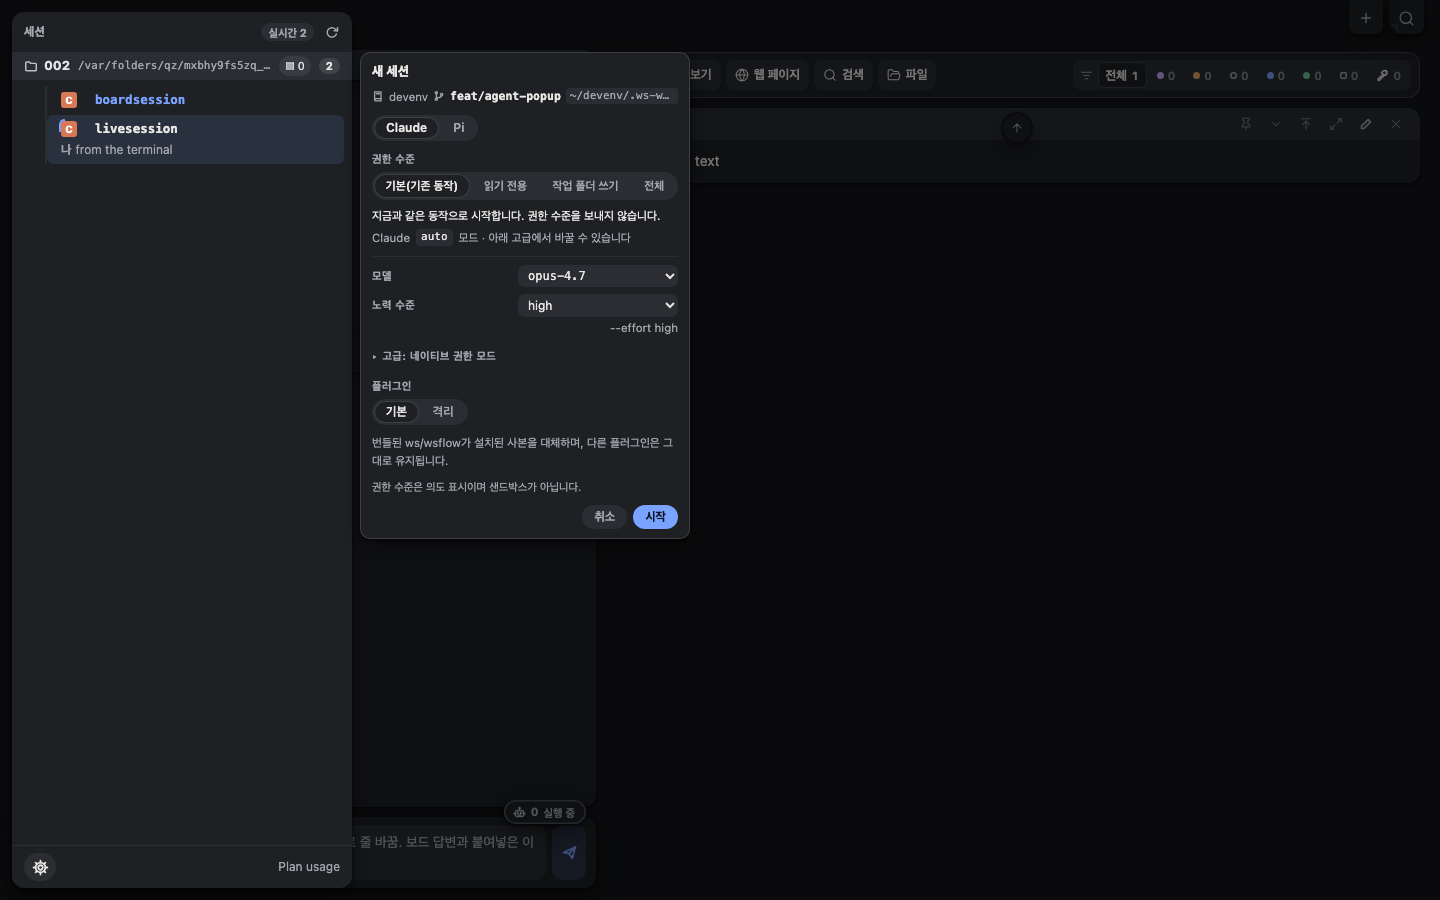 세션
실시간 2
002 /var/folders/qz/mxbhy9fs5zq_… 0 2
C boardsession
C livesession
나 from the terminal
Plan usage
새 세션
devenv feat/agent-popup ~/devenv/.ws-w…
Claude Pi
권한 수준
기본(기존 동작) 읽기 전용 작업 폴더 쓰기 전체
지금과 같은 동작으로 시작합니다. 권한 수준을 보내지 않습니다.
Claude auto 모드 · 아래 고급에서 바꿀 수 있습니다
모델 opus-4.7
노력 수준 high
--effort high
▸ 고급: 네이티브 권한 모드
플러그인
기본 격리
번들된 ws/wsflow가 설치된 사본을 대체하며, 다른 플러그인은 그
대로 유지됩니다.
권한 수준은 의도 표시이며 샌드박스가 아닙니다.
취소 시작
보기 웹 페이지 검색 파일
전체 1 0 0 0 0 0 0 0
text
0 실행 중
줄 바꿈. 보드 답변과 붙여넣은 이